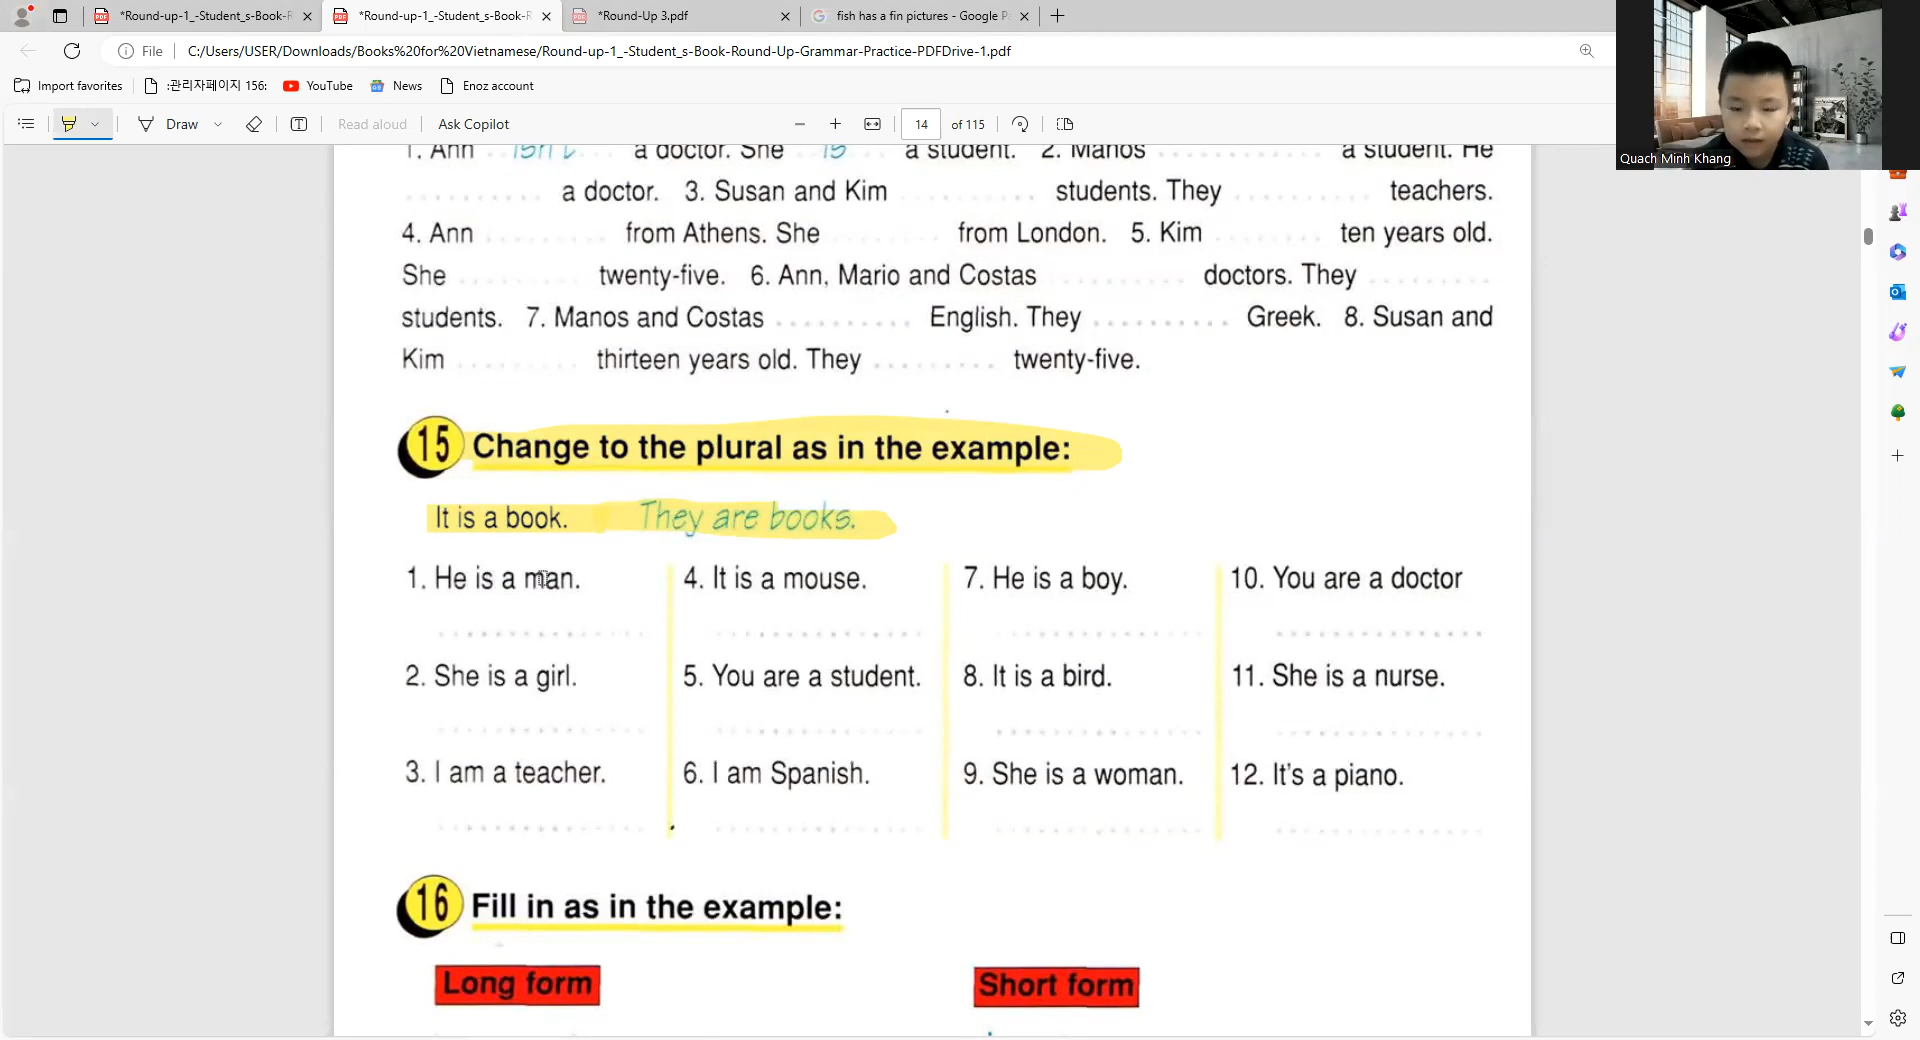 *Round-up-1_-Student_s-Book-R
*Round-up-1_-Student_s-Book-R
*Round-Up 3.pdf
fish has a fin pictures - Google
File
C:/Users/USER/Downloads/Books%20for%20Vietnamese/Round-up-1_-Student_s-Book-Round-Up-Grammar-Practice-PDFDrive-1.pdf
Import favorites
:관리자페이지 156:
YouTube
News
Enoz account
Draw
Read aloud
Ask Copilot
14
of 115
Quach Minh Khang
1. Ann isn't a doctor. She is a student. 2. Manos .......... a student. He
.......... a doctor. 3. Susan and Kim .......... students. They .......... teachers.
4. Ann .......... from Athens. She .......... from London. 5. Kim .......... ten years old.
She .......... twenty-five. 6. Ann, Mario and Costas .......... doctors. They ..........
students. 7. Manos and Costas .......... English. They .......... Greek. 8. Susan and
Kim .......... thirteen years old. They .......... twenty-five.
15 Change to the plural as in the example:
It is a book. They are books.
1. He is a man.
2. She is a girl.
3. I am a teacher.
4. It is a mouse.
5. You are a student.
6. I am Spanish.
7. He is a boy.
8. It is a bird.
9. She is a woman.
10. You are a doctor
11. She is a nurse.
12. It's a piano.
16 Fill in as in the example:
Long form
Short form